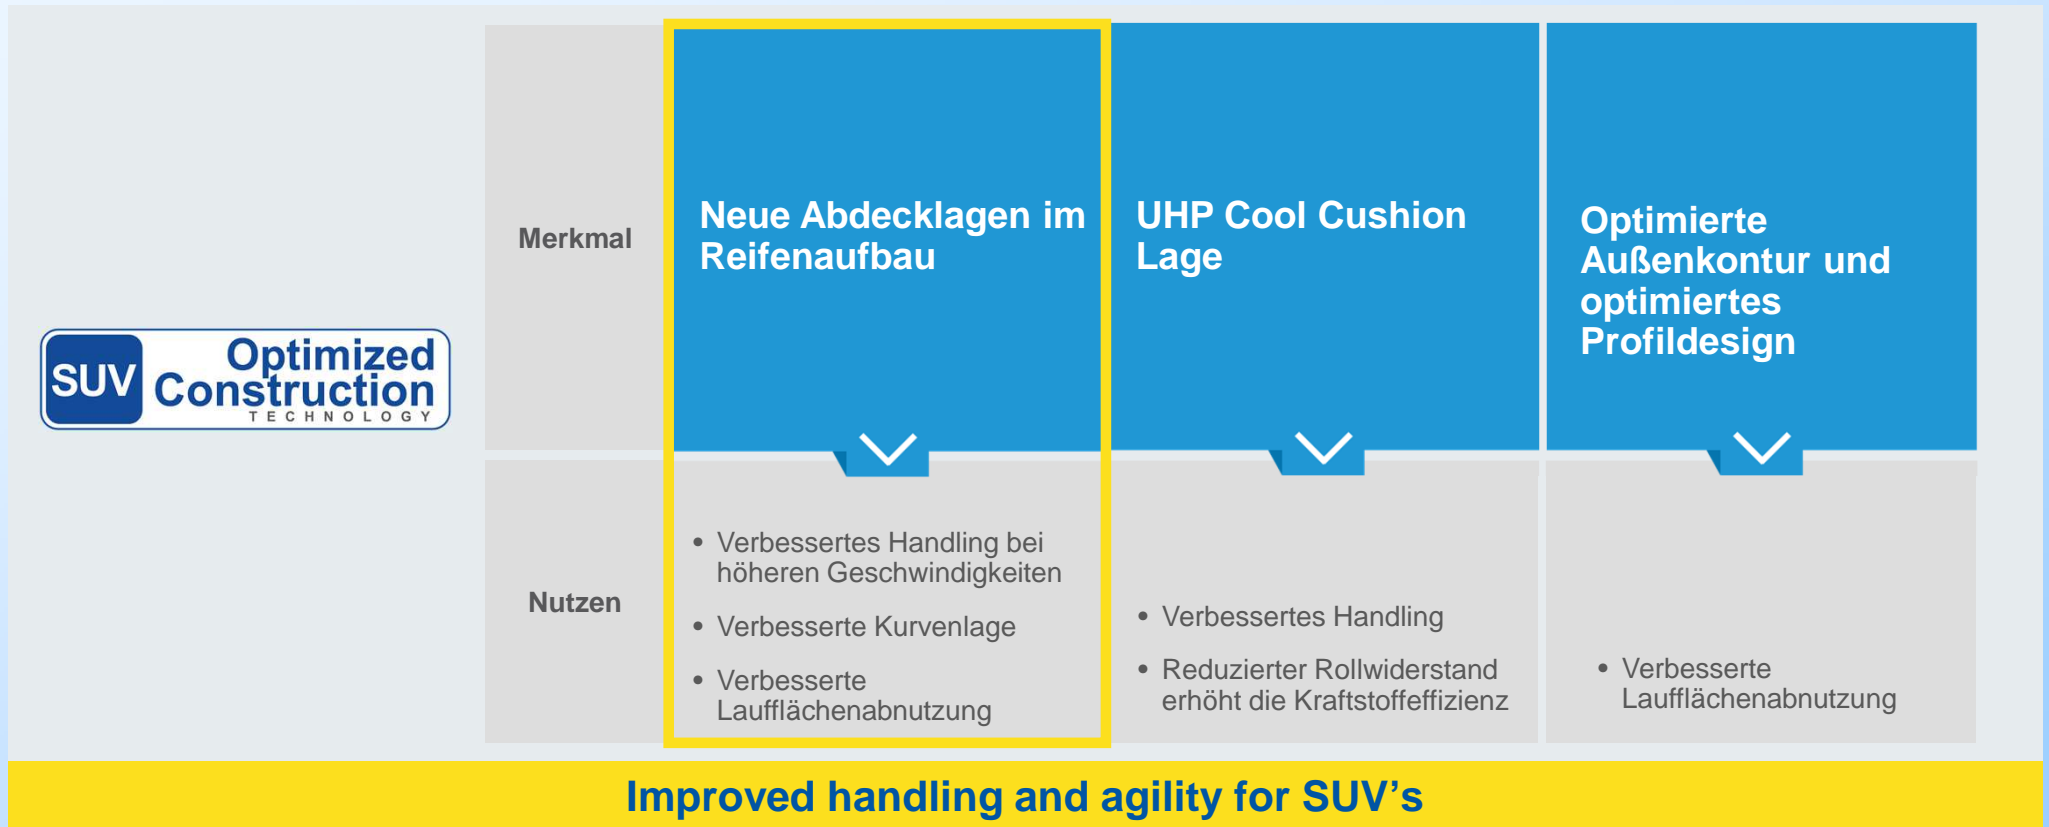 SUV Optimized
Construction
TECHNOLOGY
Merkmal
Neue Abdecklagen im
Reifenaufbau
UHP Cool Cushion
Lage
Optimierte
Außenkontur und
optimiertes
Profildesign
Nutzen
• Verbessertes Handling bei
höheren Geschwindigkeiten
• Verbesserte Kurvenlage
• Verbesserte
Laufflächenabnutzung
• Verbessertes Handling
• Reduzierter Rollwiderstand
erhöht die Kraftstoffeffizienz
• Verbesserte
Laufflächenabnutzung
Improved handling and agility for SUV’s